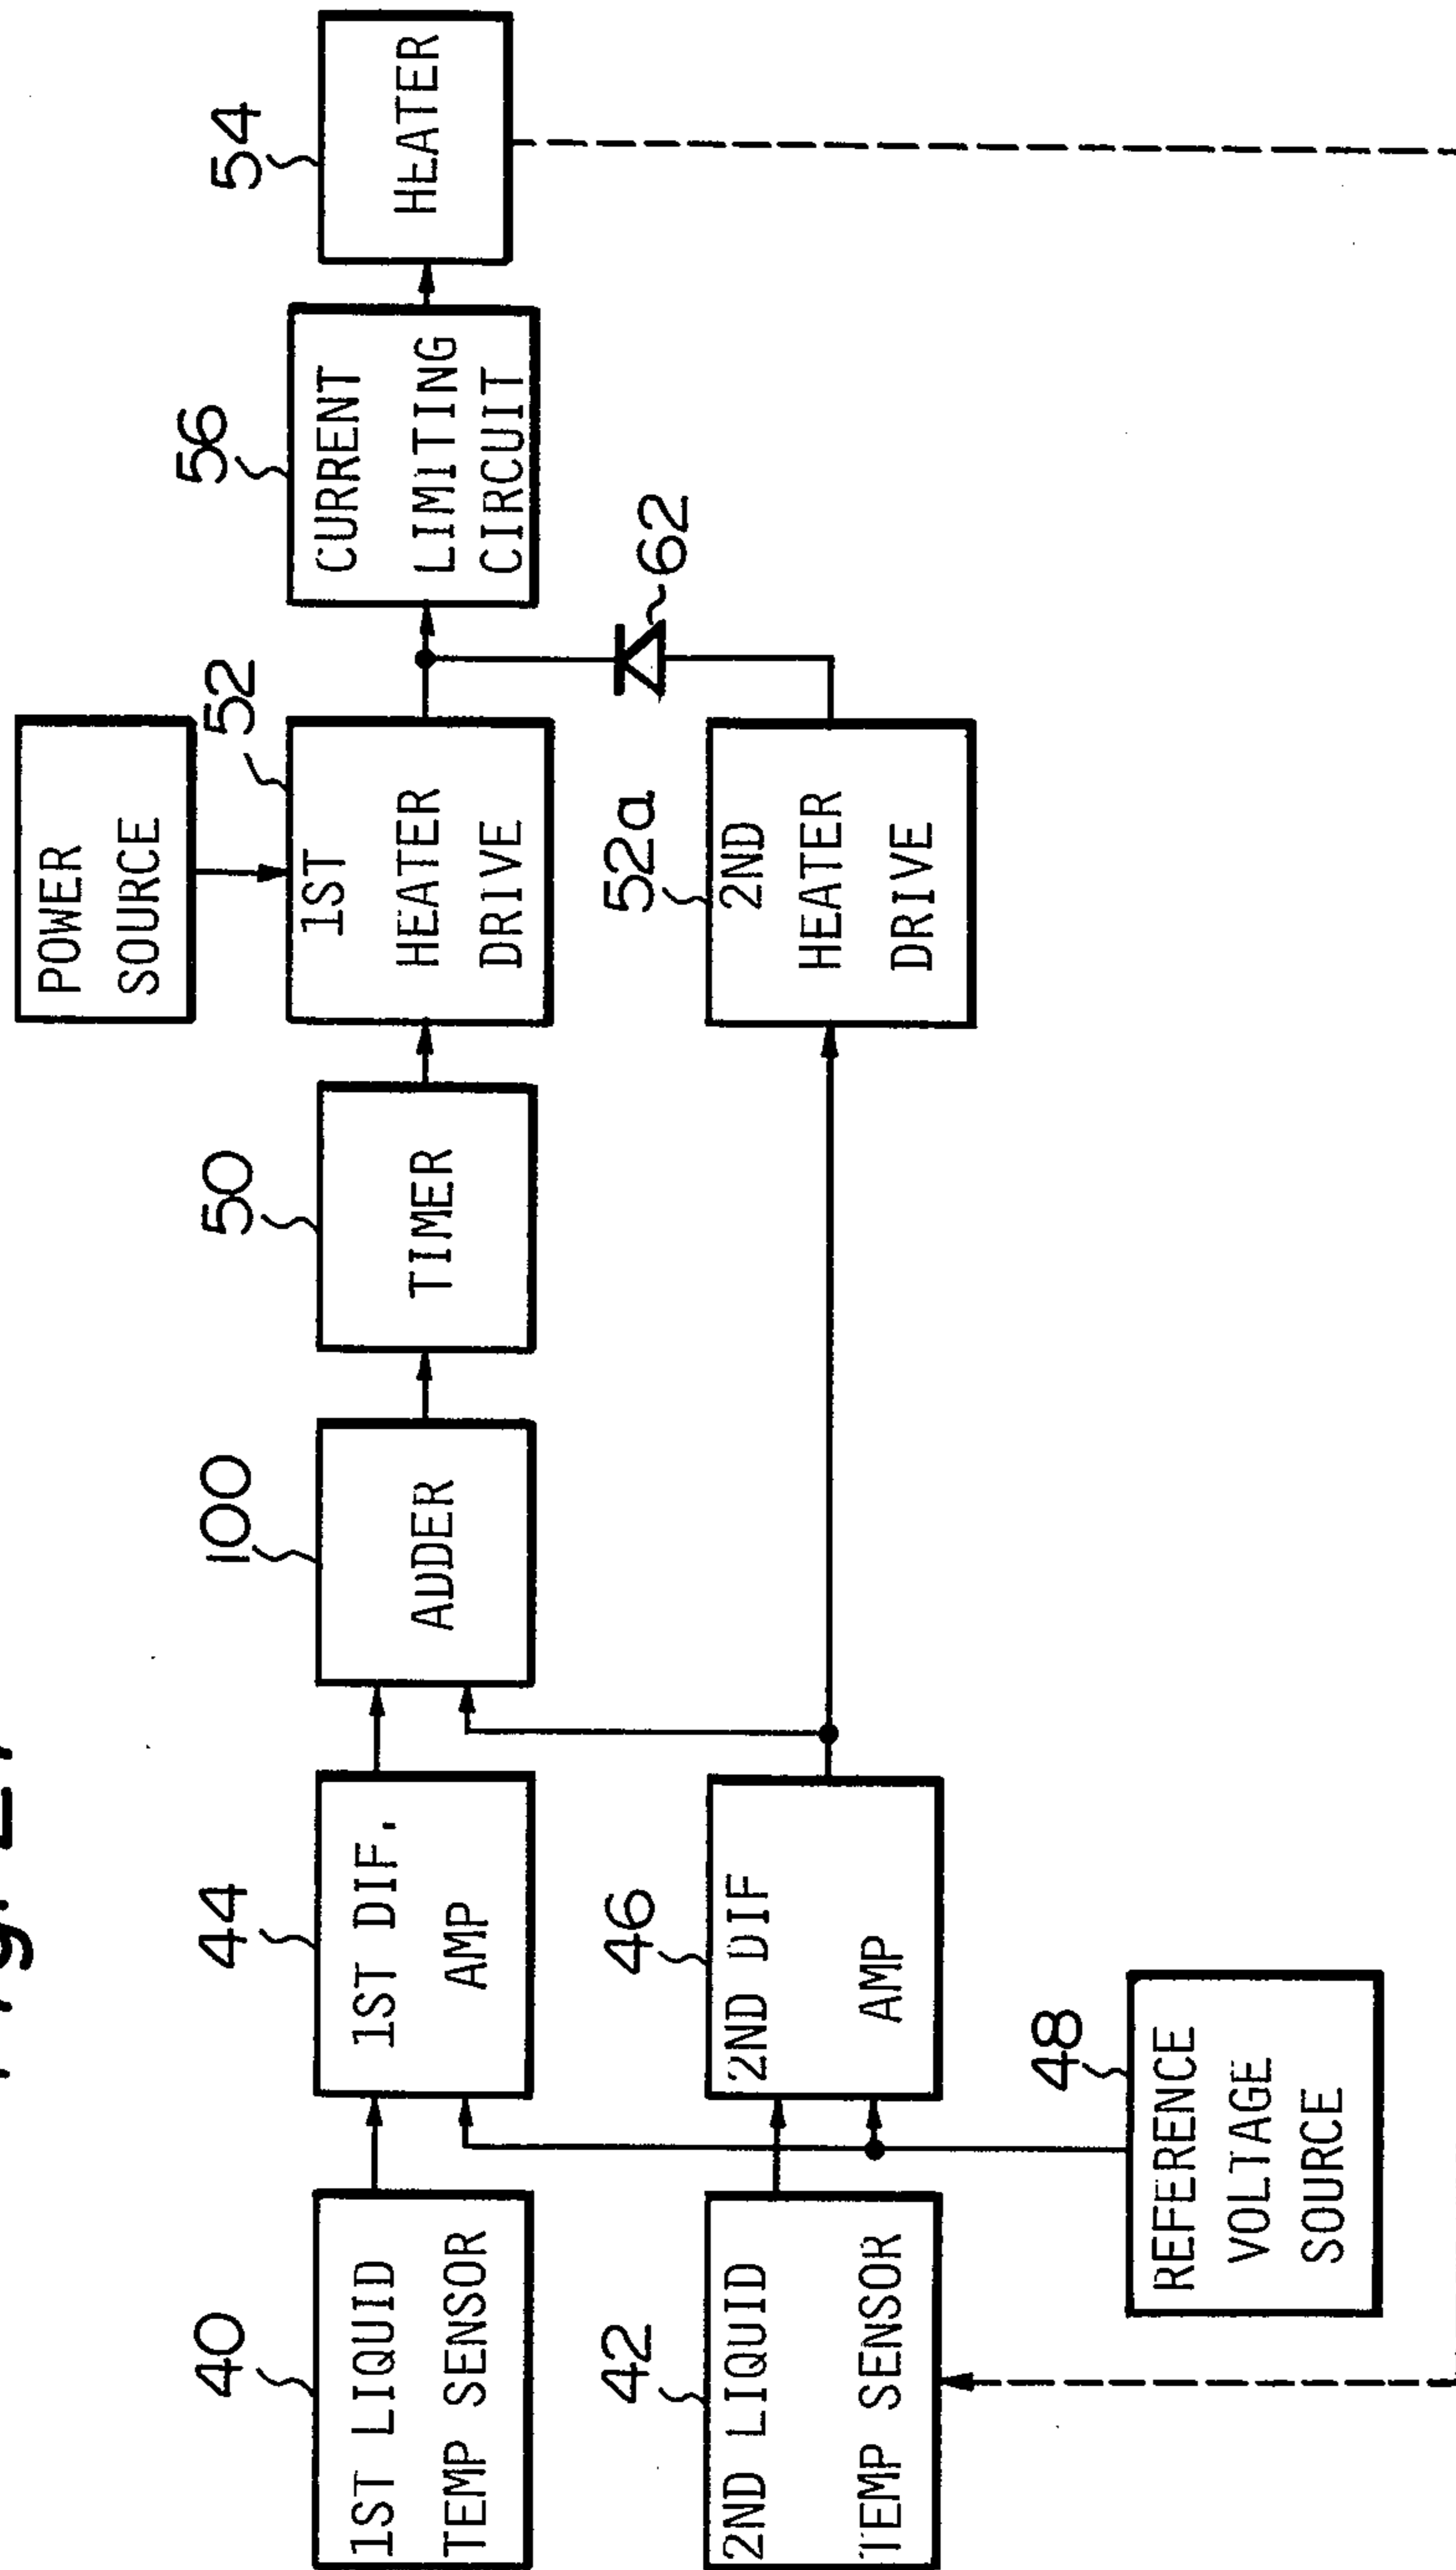 POWER
SOURCE
40
1ST LIQUID
TEMP SENSOR
44
1ST DIF.
AMP
100
ADDER
50
TIMER
52
1ST
HEATER
DRIVE
56
CURRENT
LIMITING
CIRCUIT
54
HEATER
42
2ND LIQUID
TEMP SENSOR
46
2ND DIF
AMP
52a
2ND
HEATER
DRIVE
62
48
REFERENCE
VOLTAGE
SOURCE